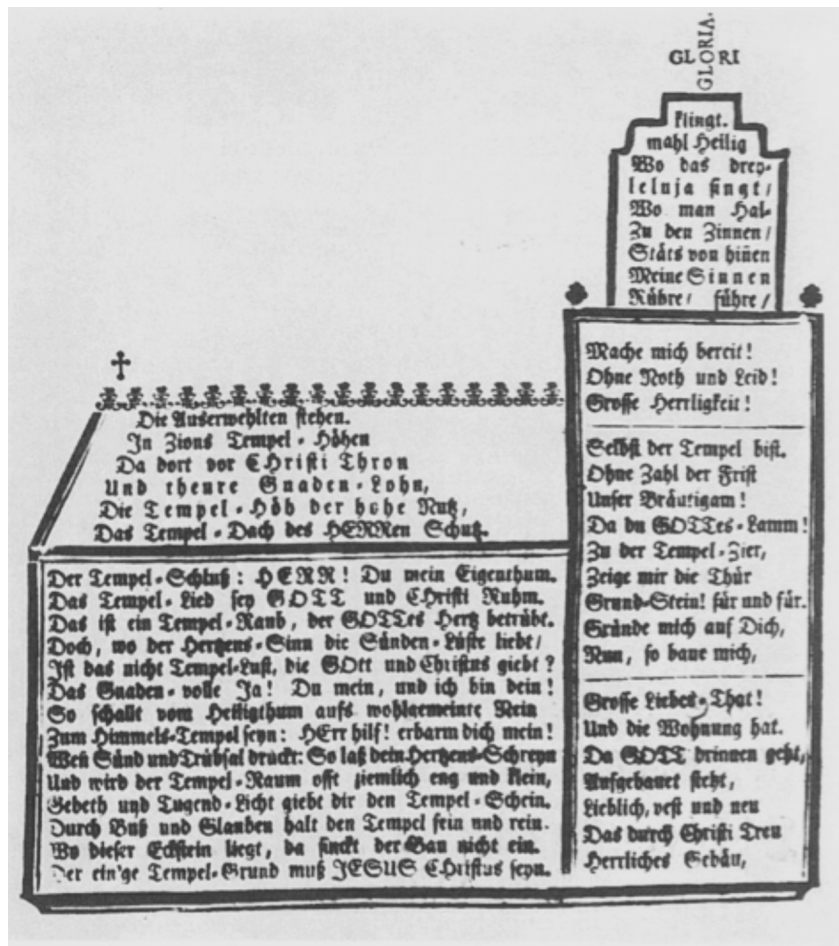 GLORIA.
GLORI
klingt.
mahl Heilig
Wo das drey-
leluja singt/
Wo man Hal-
Zu den Zinnen/
Stäts von hin̄en
Meine Sinnen
Rühre/ führe/
Mache mich bereit!
Ohne Noth und Leid!
Grosse Herrligkeit!
Selbst der Tempel bist.
Ohne Zahl der Frist
Unser Bräutigam!
Da du GOTTes-Lamm!
Zu der Tempel-Zier,
Zeige mir die Thür
Grund-Stein! für und für.
Gründe mich auf Dich,
Nun, so baue mich,
Grosse Liebes-That!
Und die Wohnung hat.
Da GOTT drinnen geht,
Aufgebauet steht,
Lieblich, vest und neu
Das durch Christi Treu
Herrliches Gebäu,
Die Auserwehlten stehen.
In Zions Tempel-Höhen
Da dort vor CHristi Thron
Und theure Gnaden-Lohn,
Die Tempel-Höh der hohe Nutz,
Das Tempel-Dach des HERRen Schutz.
Der Tempel-Schluß: HERR! Du mein Eigenthum.
Das Tempel-Lied sey GOTT und CHristi Ruhm.
Das ist ein Tempel-Raub, der GOTTes Hertz betrübt.
Doch, wo der Hertzens-Sinn die Sünden-Lüste liebt/
Ist das nicht Tempel-Lust, die GOtt und Christus giebt?
Das Gnaden-volle Ja! Du mein, und ich bin dein!
So schallt vom Heiligthum aufs wohlgemeinte Nein
Zum Himmels-Tempel seyn: HErr hilf! erbarm dich mein!
Wen̄ Sünd und Trübsal drückt: So laß dein Hertzens-Schreyn
Und wird der Tempel-Raum offt ziemlich eng und klein,
Gebeth und Tugend-Licht giebt dir den Tempel-Schein.
Durch Buß und Glauben halt den Tempel fein und rein.
Wo dieser Eckstein liegt, da sinckt der Bau nicht ein.
Der ein'ge Tempel-Grund muß JESUS CHristus seyn.